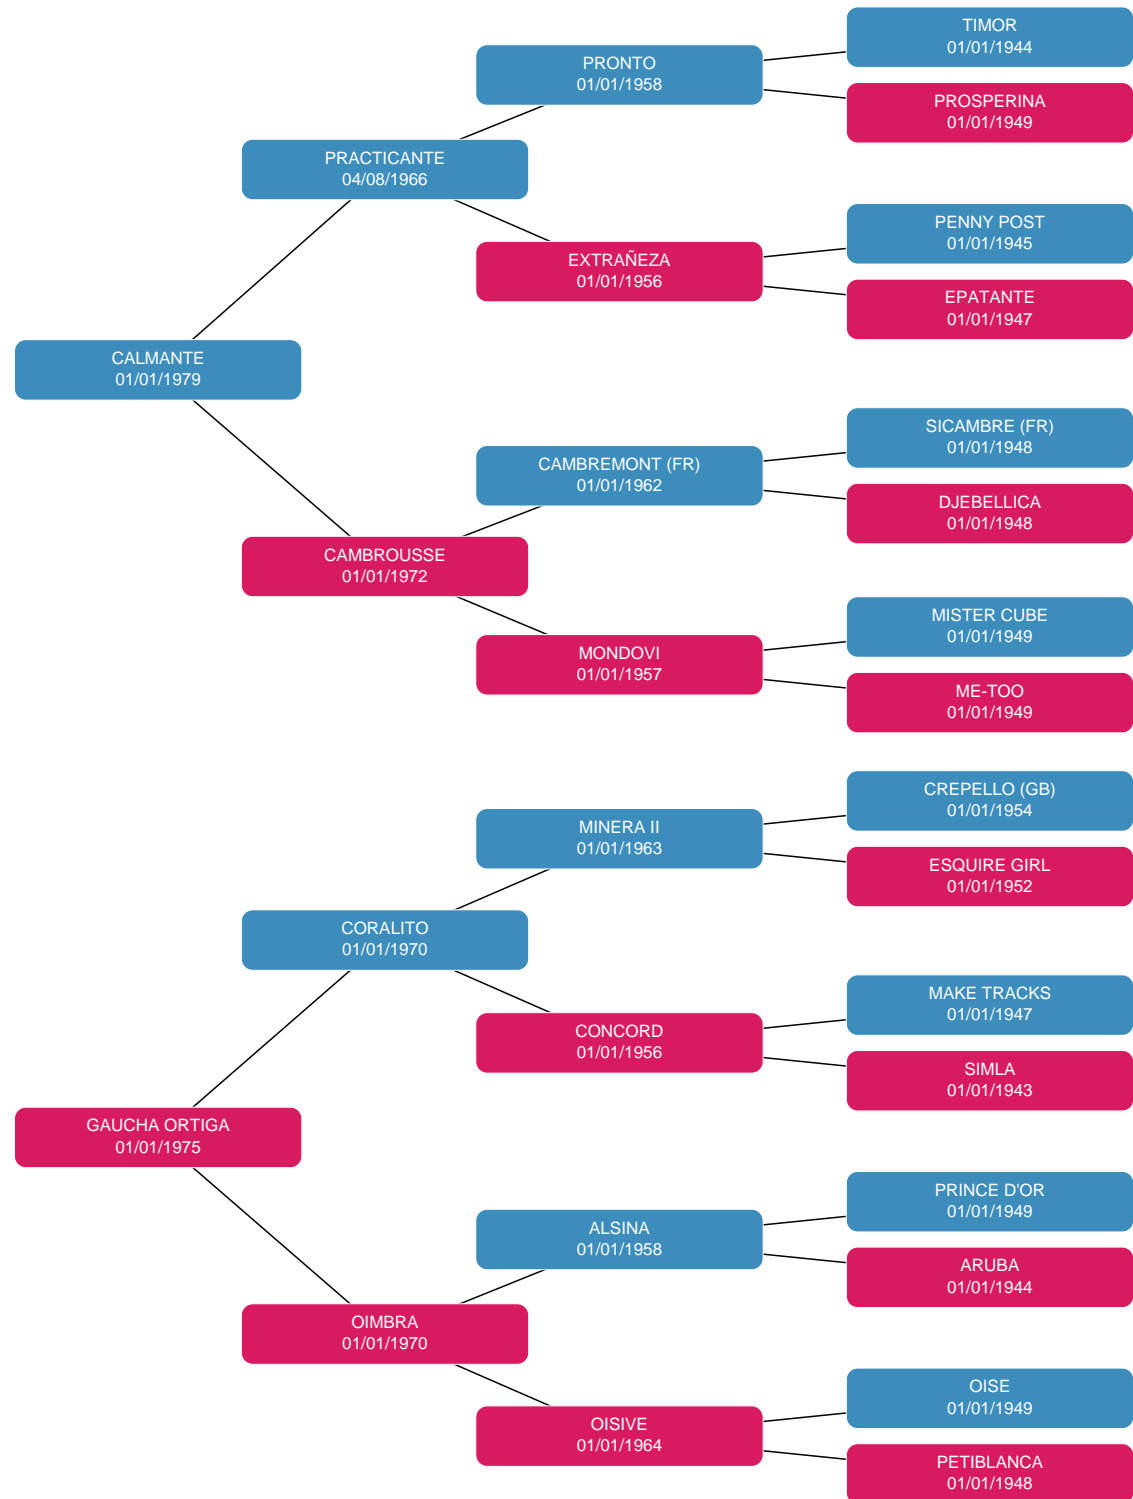 TIMOR
01/01/1944
PRONTO
01/01/1958
PROSPERINA
01/01/1949
PRACTICANTE
04/08/1966
PENNY POST
01/01/1945
EXTRAÑEZA
01/01/1956
EPATANTE
01/01/1947
CALMANTE
01/01/1979
SICAMBRE (FR)
01/01/1948
CAMBREMONT (FR)
01/01/1962
DJEBELLICA
01/01/1948
CAMBROUSSE
01/01/1972
MISTER CUBE
01/01/1949
MONDOVI
01/01/1957
ME-TOO
01/01/1949
CREPELLO (GB)
01/01/1954
MINERA II
01/01/1963
ESQUIRE GIRL
01/01/1952
CORALITO
01/01/1970
MAKE TRACKS
01/01/1947
CONCORD
01/01/1956
SIMLA
01/01/1943
GAUCHA ORTIGA
01/01/1975
PRINCE D'OR
01/01/1949
ALSINA
01/01/1958
ARUBA
01/01/1944
OIMBRA
01/01/1970
OISE
01/01/1949
OISIVE
01/01/1964
PETIBLANCA
01/01/1948